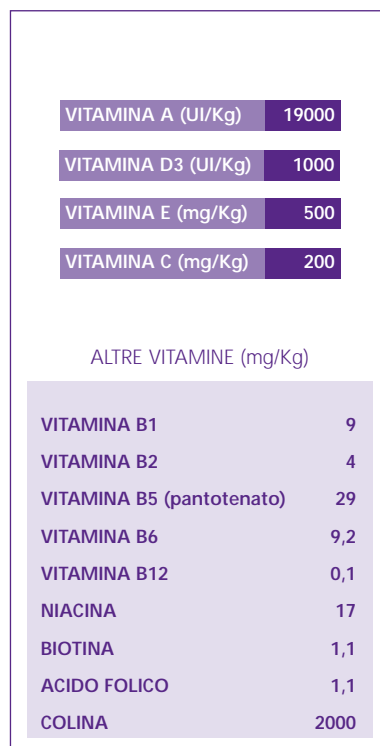 VITAMINA A (UI/Kg) 19000
VITAMINA D3 (UI/Kg) 1000
VITAMINA E (mg/Kg) 500
VITAMINA C (mg/Kg) 200
ALTRE VITAMINE (mg/Kg)
VITAMINA B1 9
VITAMINA B2 4
VITAMINA B5 (pantotenato) 29
VITAMINA B6 9,2
VITAMINA B12 0,1
NIACINA 17
BIOTINA 1,1
ACIDO FOLICO 1,1
COLINA 2000